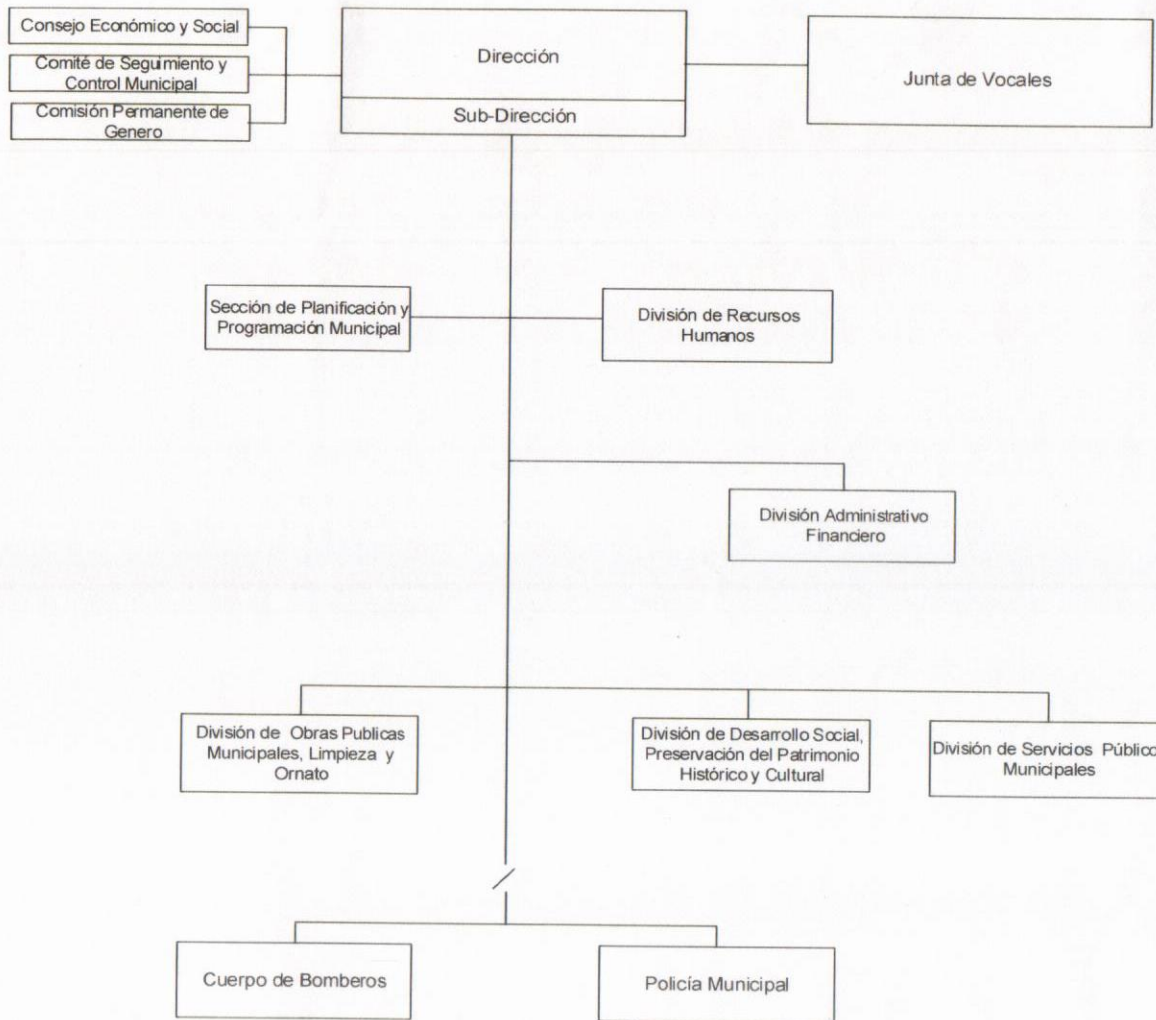 Consejo Económico y Social
Comité de Seguimiento y
Control Municipal
Comisión Permanente de
Genero
Dirección
Sub-Dirección
Junta de Vocales
Sección de Planificación y
Programación Municipal
División de Recursos
Humanos
División Administrativo
Financiero
División de Obras Publicas
Municipales, Limpieza y
Ornato
División de Desarrollo Social,
Preservación del Patrimonio
Histórico y Cultural
División de Servicios Público
Municipales
Cuerpo de Bomberos
Policía Municipal